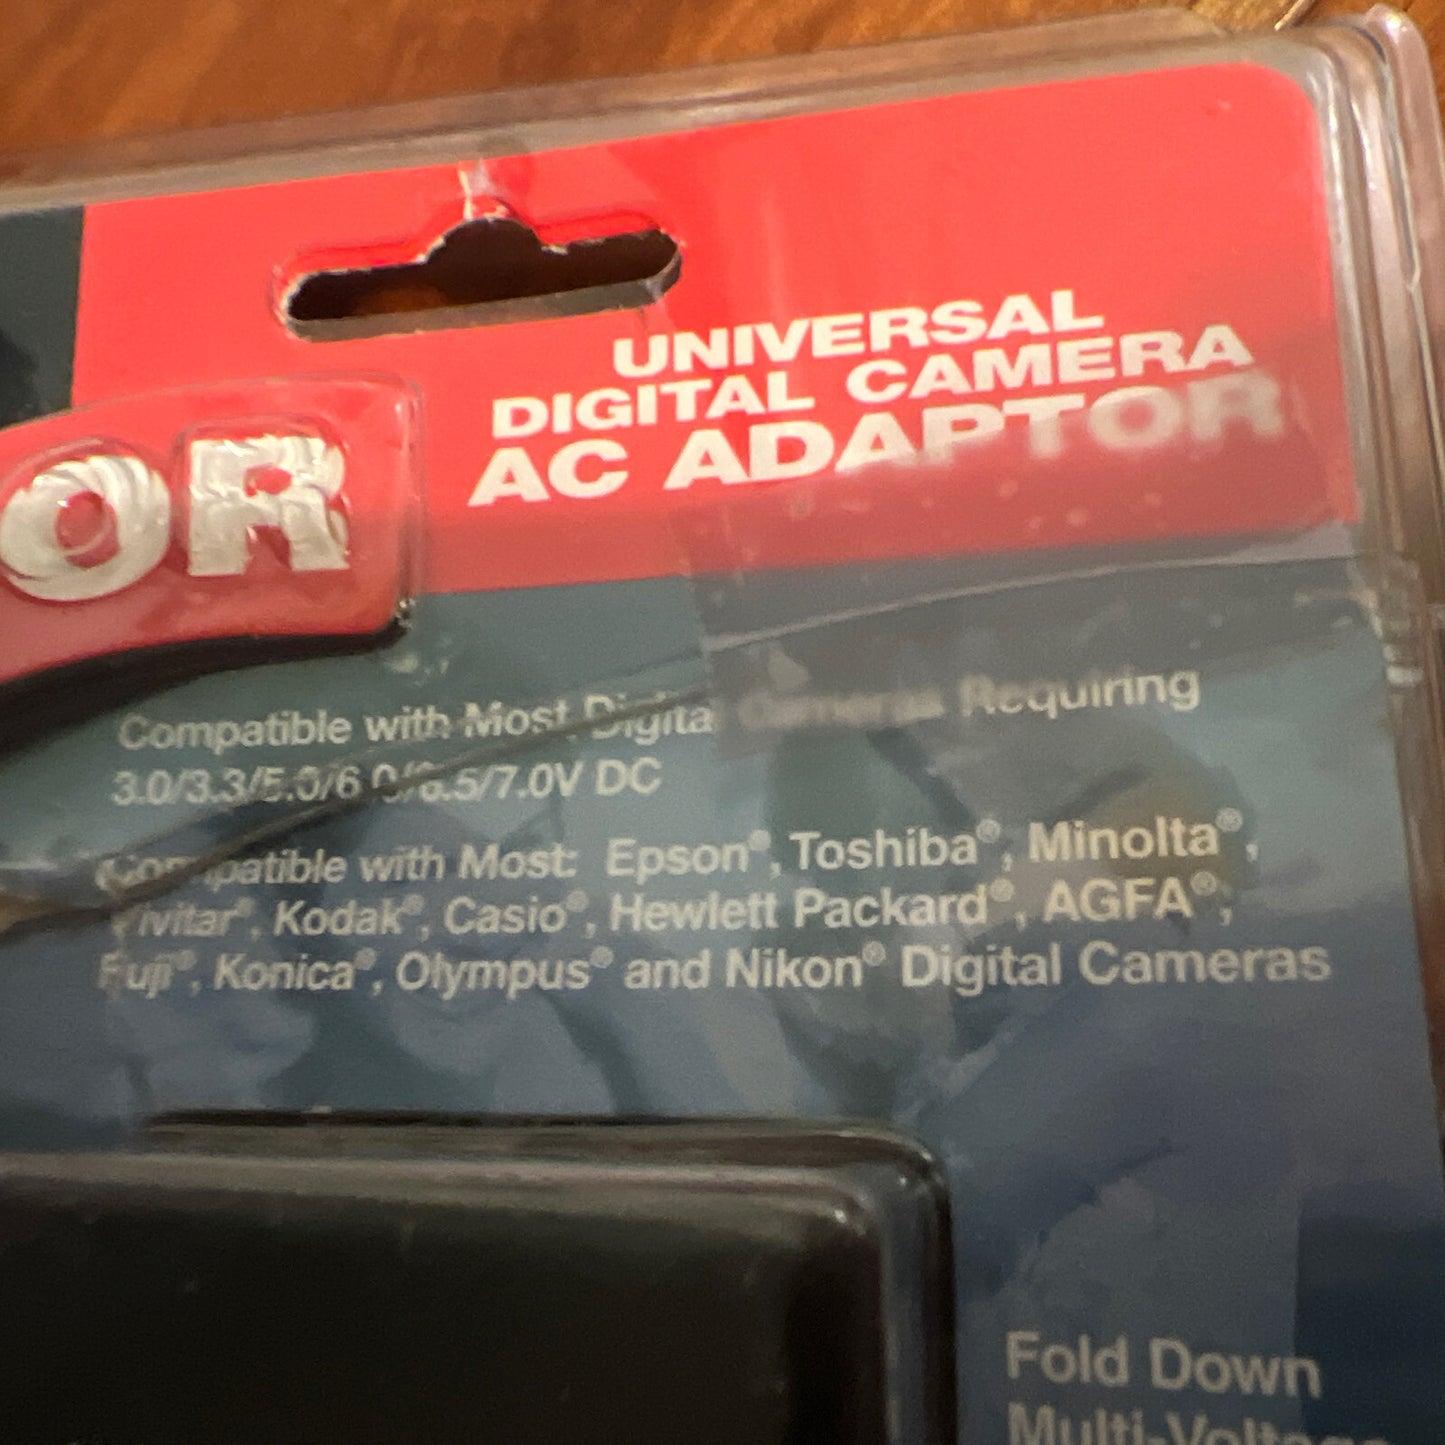 UNIVERSAL
DIGITAL CAMERA
AC ADAPTOR
OR
Compatible with Most Digital Cameras Requiring
3.0/3.3/5.0/6.0/6.5/7.0V DC
Compatible with Most: Epson®, Toshiba®, Minolta®,
Vivitar®, Kodak®, Casio®, Hewlett Packard®, AGFA®,
Fuji®, Konica®, Olympus® and Nikon® Digital Cameras
Fold Down
Multi-Voltage